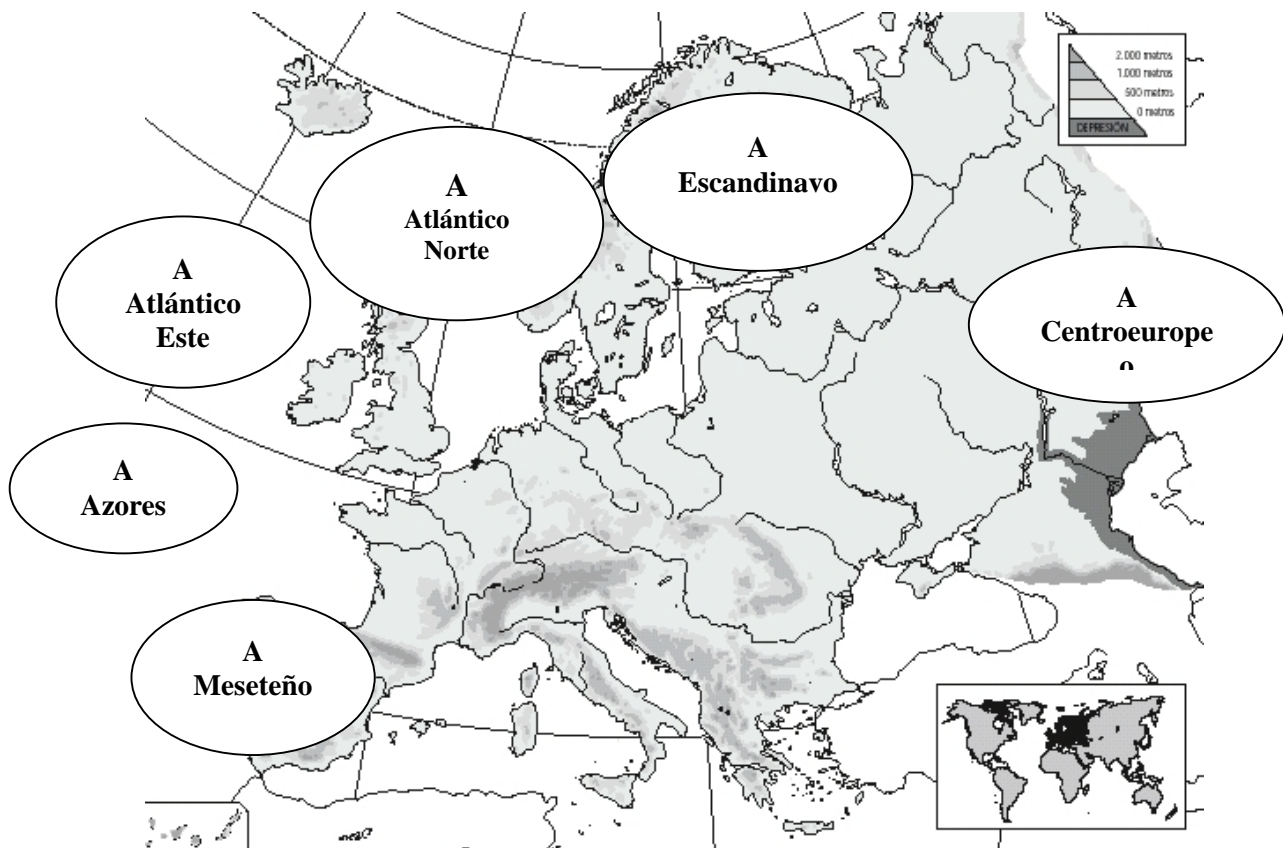 2.000 metros
1.000 metros
500 metros
0 metros
DEPRESIÓN
A
Escandinavo
A
Atlántico
Norte
A
Atlántico
Este
A
Centroeurope
o
A
Azores
A
Meseteño